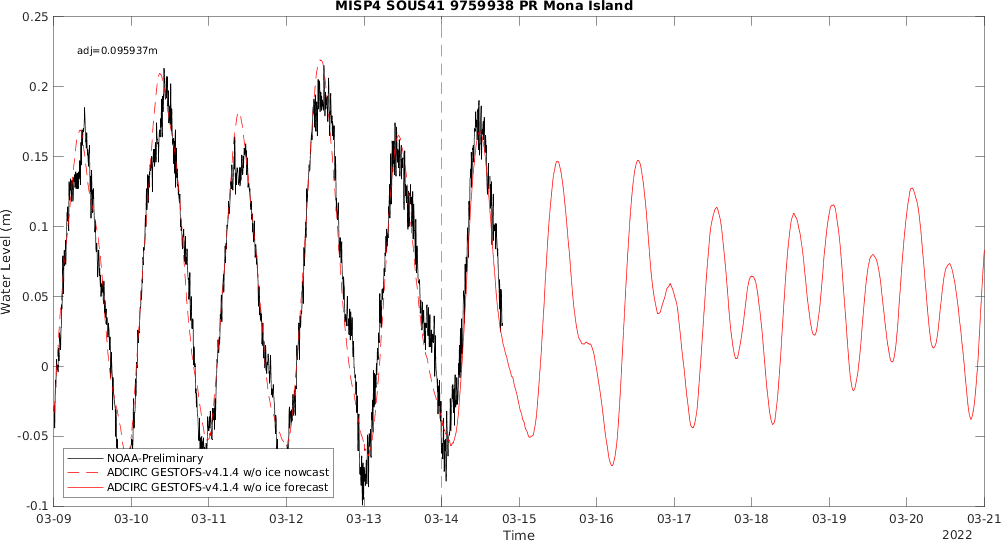 MISP4 SOUS41 9759938 PR Mona Island
adj=0.095937m
0.25
0.2
0.15
0.1
0.05
0
-0.05
-0.1
Water Level (m)
NOAA-Preliminary
ADCIRC GESTOFS-v4.1.4 w/o ice nowcast
ADCIRC GESTOFS-v4.1.4 w/o ice forecast
03-09 03-10 03-11 03-12 03-13 03-14 03-15 03-16 03-17 03-18 03-19 03-20 03-21
Time
2022